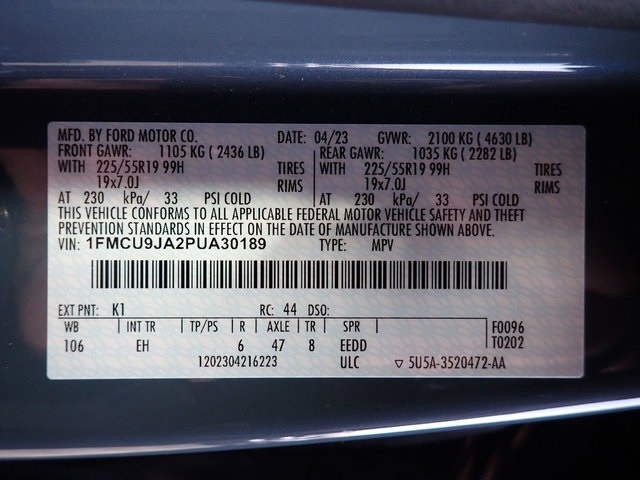 MFD. BY FORD MOTOR CO. DATE: 04/23 GVWR: 2100 KG ( 4630 LB)
FRONT GAWR: 1105 KG ( 2436 LB) REAR GAWR: 1035 KG ( 2282 LB)
WITH 225/55R19 99H TIRES WITH 225/55R19 99H TIRES
19x7.0J RIMS 19x7.0J RIMS
AT 230 kPa/ 33 PSI COLD AT 230 kPa/ 33 PSI COLD
THIS VEHICLE CONFORMS TO ALL APPLICABLE FEDERAL MOTOR VEHICLE SAFETY AND THEFT
PREVENTION STANDARDS IN EFFECT ON THE DATE OF MANUFACTURE SHOWN ABOVE.
VIN: 1FMCU9JA2PUA30189 TYPE: MPV
EXT PNT: K1 RC: 44 DSO:
WB INT TR TP/PS R AXLE TR SPR F0096
106 EH 6 47 8 EEDD T0202
1202304216223 ULC ▽ 5U5A-3520472-AA